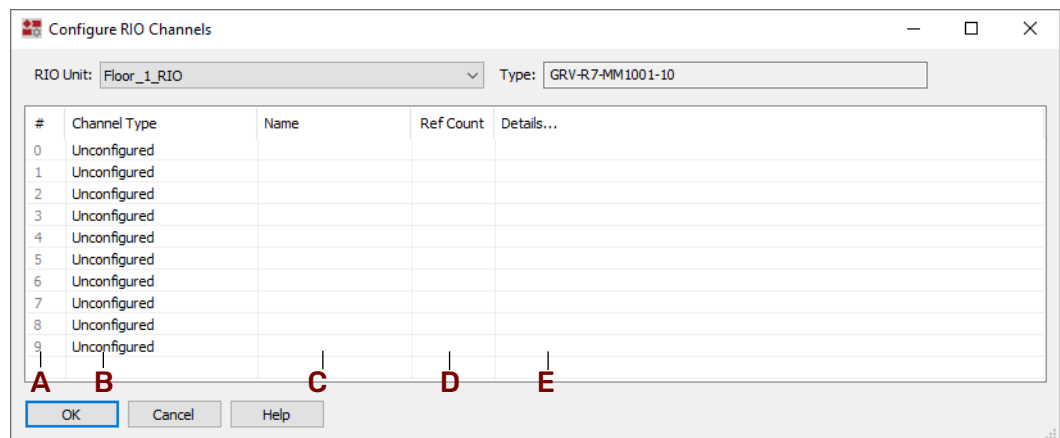 Configure RIO Channels
RIO Unit: Floor_1_RIO Type: GRV-R7-MM1001-10
# Channel Type Name Ref Count Details...
0 Unconfigured
1 Unconfigured
2 Unconfigured
3 Unconfigured
4 Unconfigured
5 Unconfigured
6 Unconfigured
7 Unconfigured
8 Unconfigured
9 Unconfigured
A B C D E
OK Cancel Help